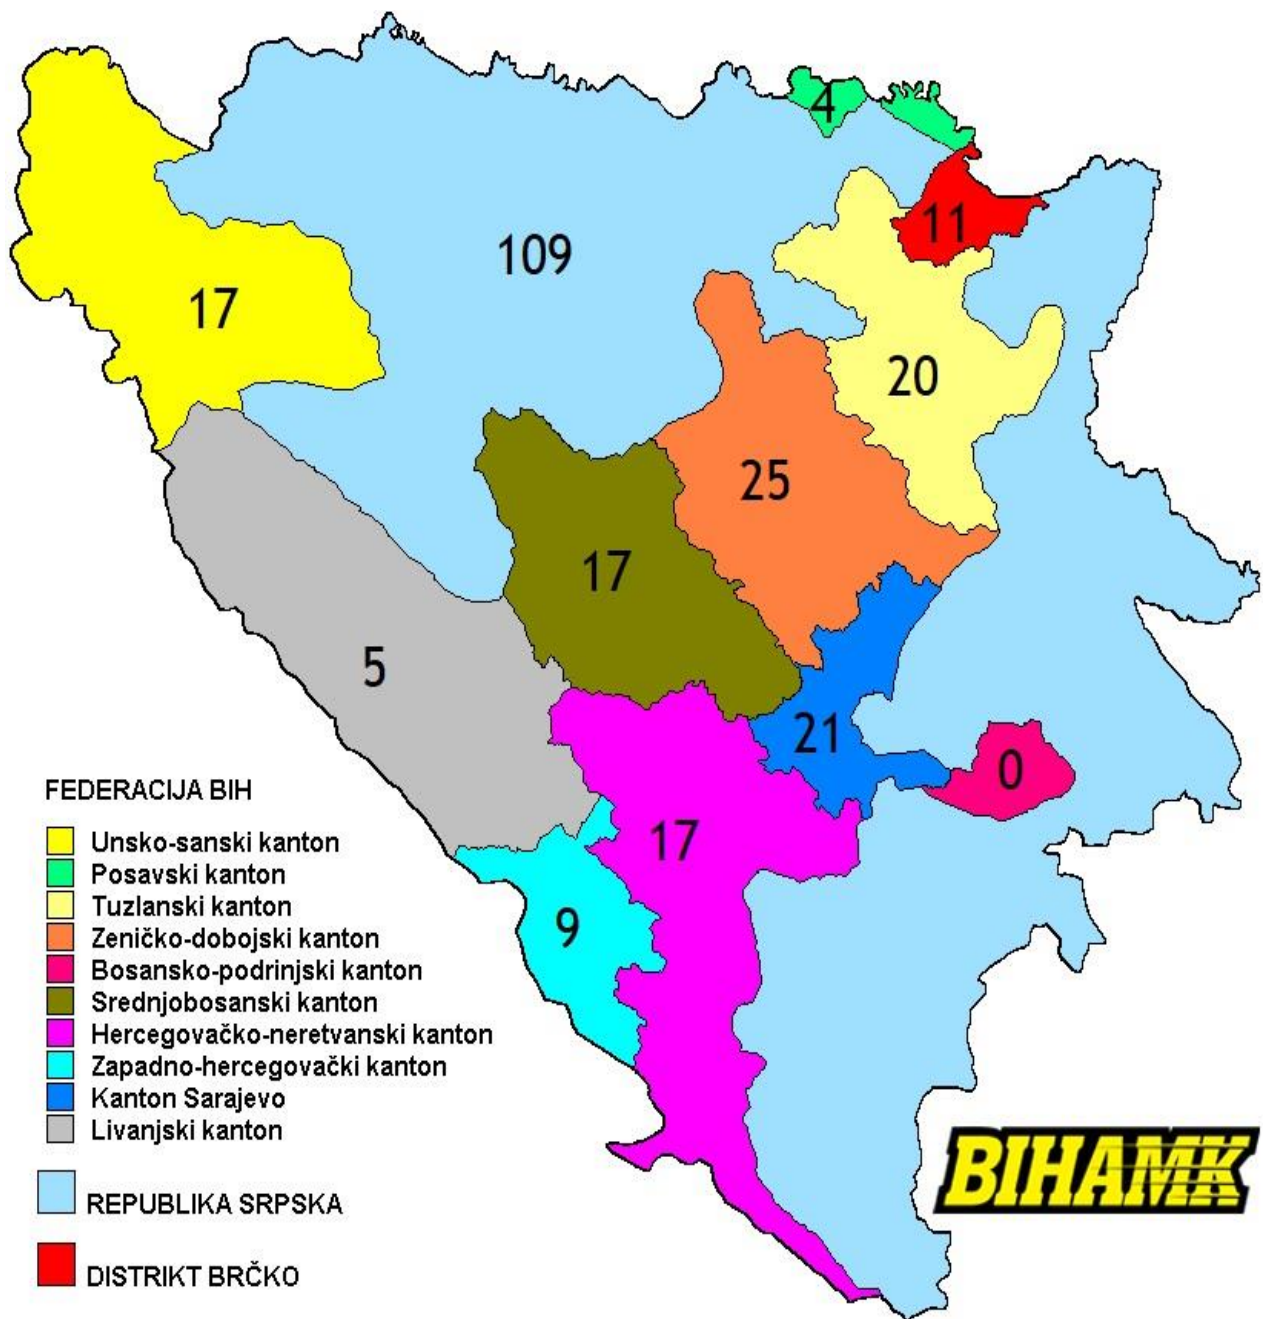 4
11
109
17
20
25
17
5
21
0
17
9
FEDERACIJA BIH
Unsko-sanski kanton
Posavski kanton
Tuzlanski kanton
Zeničko-dobojski kanton
Bosansko-podrinjski kanton
Srednjobosanski kanton
Hercegovačko-neretvanski kanton
Zapadno-hercegovački kanton
Kanton Sarajevo
Livanjski kanton
REPUBLIKA SRPSKA
DISTRIKT BRČKO
BIHAMK